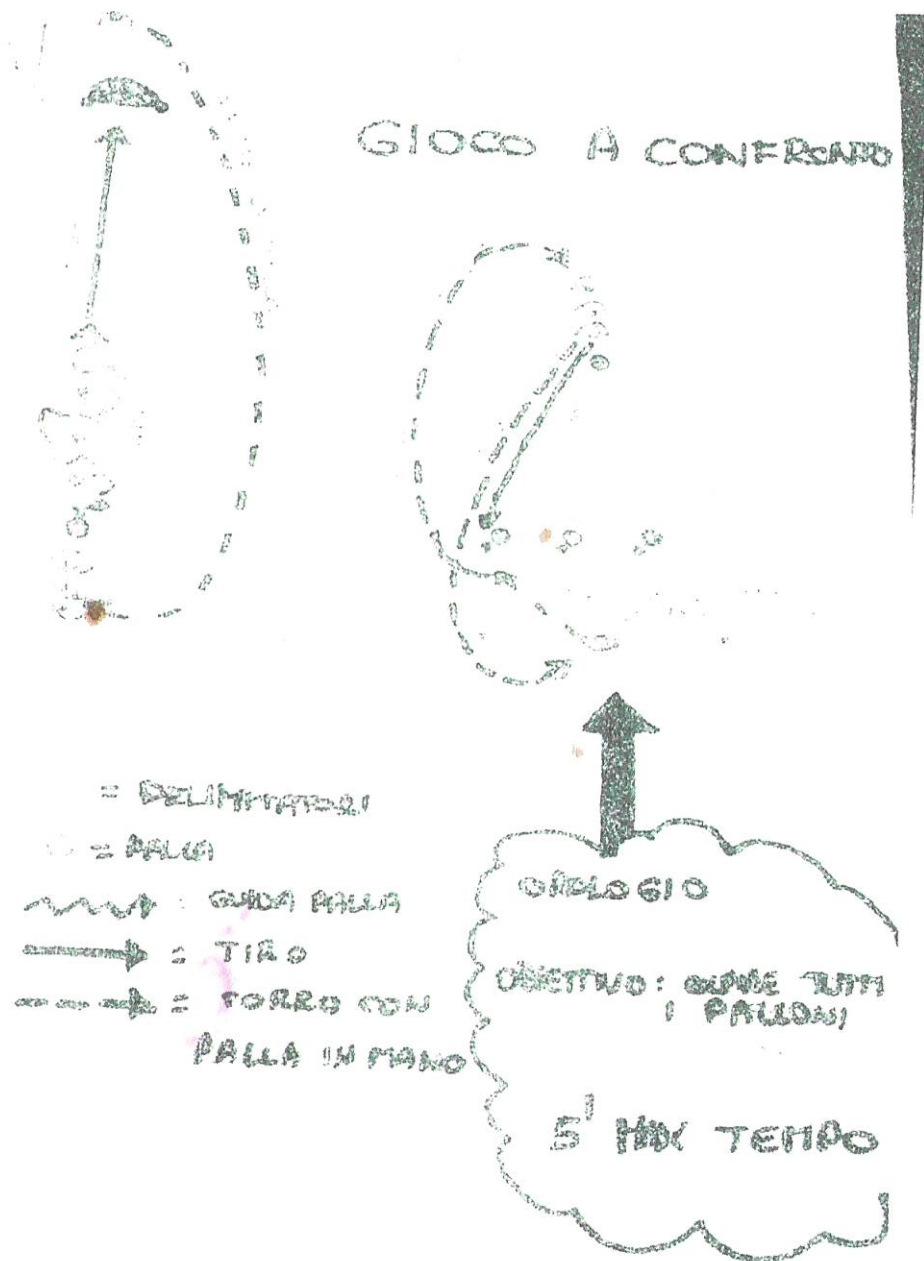 GIOCO A CONFRONTO
= DELIMITATORI
= PALLA
= GUIDA PALLA
= TIRO
= CORRO CON
PALLA IN MANO
OROLOGIO
OBIETTIVO: TUTTI
I PALLONI
5' MAX TEMPO